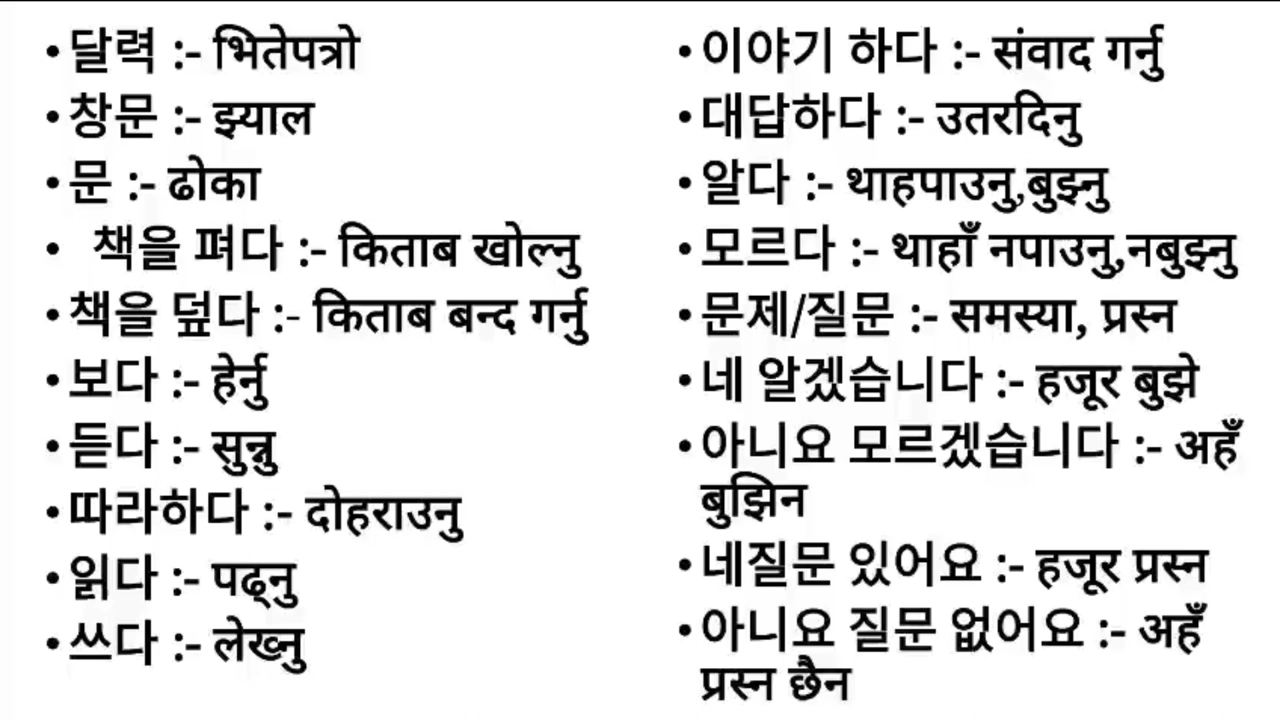 • 달력 :- भितेपत्रो
• 창문 :- झ्याल
• 문 :- ढोका
• 책을 펴다 :- किताब खोल्नु
• 책을 덮다 :- किताब बन्द गर्नु
• 보다 :- हेर्नु
• 듣다 :- सुन्नु
• 따라하다 :- दोहराउनु
• 읽다 :- पढ्नु
• 쓰다 :- लेख्नु
• 이야기 하다 :- संवाद गर्नु
• 대답하다 :- उतरदिनु
• 알다 :- थाहपाउनु,बुझ्नु
• 모르다 :- थाहाँ नपाउनु,नबुझ्नु
• 문제/질문 :- समस्या, प्रस्न
• 네 알겠습니다 :- हजूर बुझे
• 아니요 모르겠습니다 :- अहँ
बुझिन
• 네질문 있어요 :- हजूर प्रस्न
• 아니요 질문 없어요 :- अहँ
प्रस्न छैन